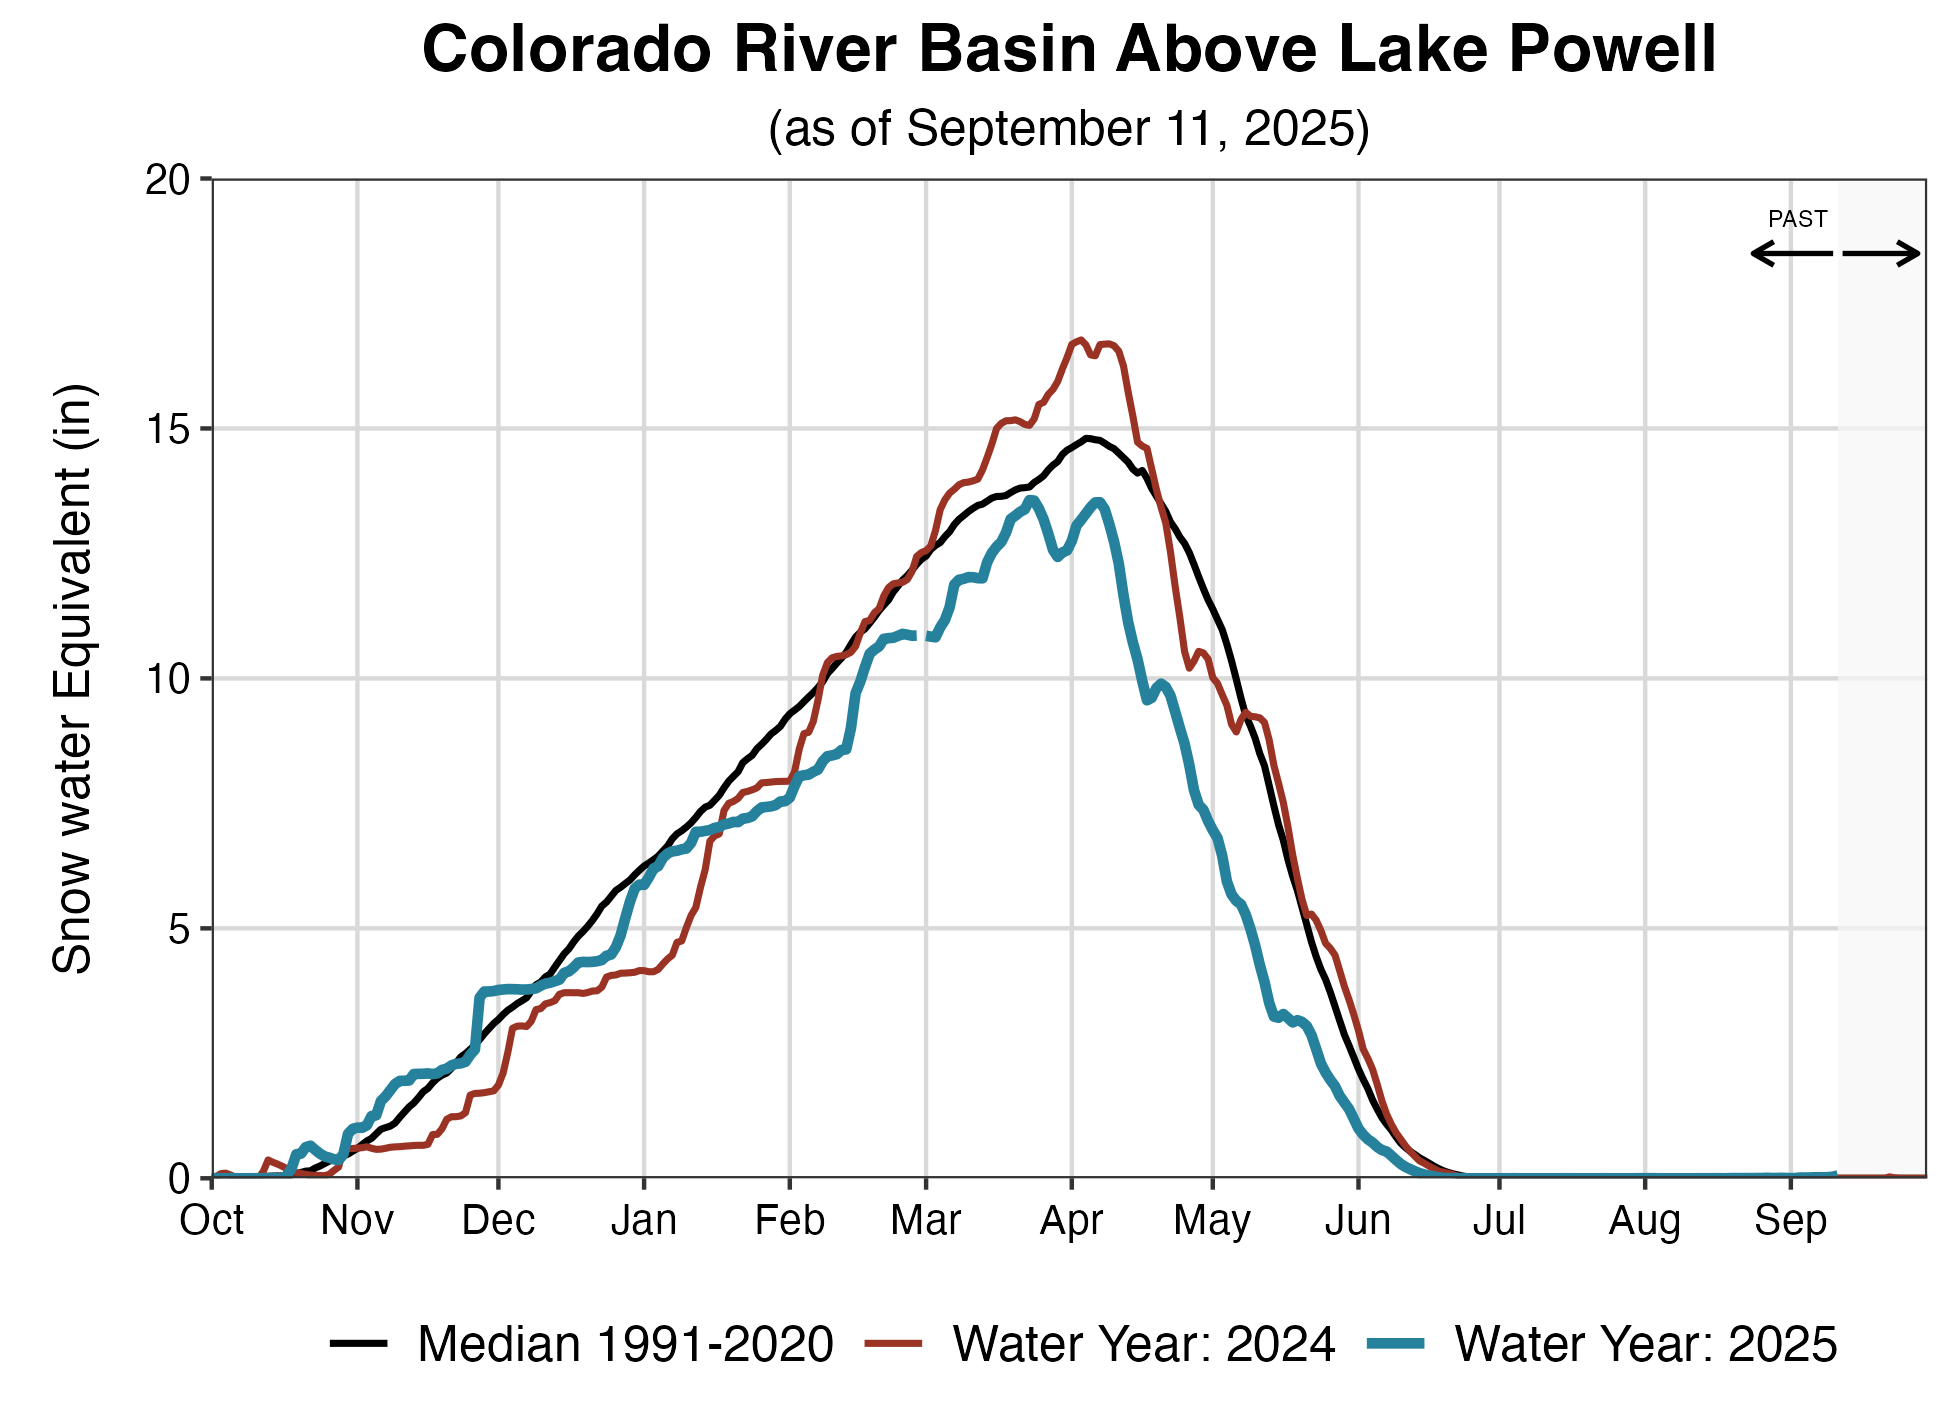 Colorado River Basin Above Lake Powell
(as of September 11, 2025)
20
PAST
15
10
5
0
Snow water Equivalent (in)
Oct Nov Dec Jan Feb Mar Apr May Jun Jul Aug Sep
Median 1991-2020 Water Year: 2024 Water Year: 2025